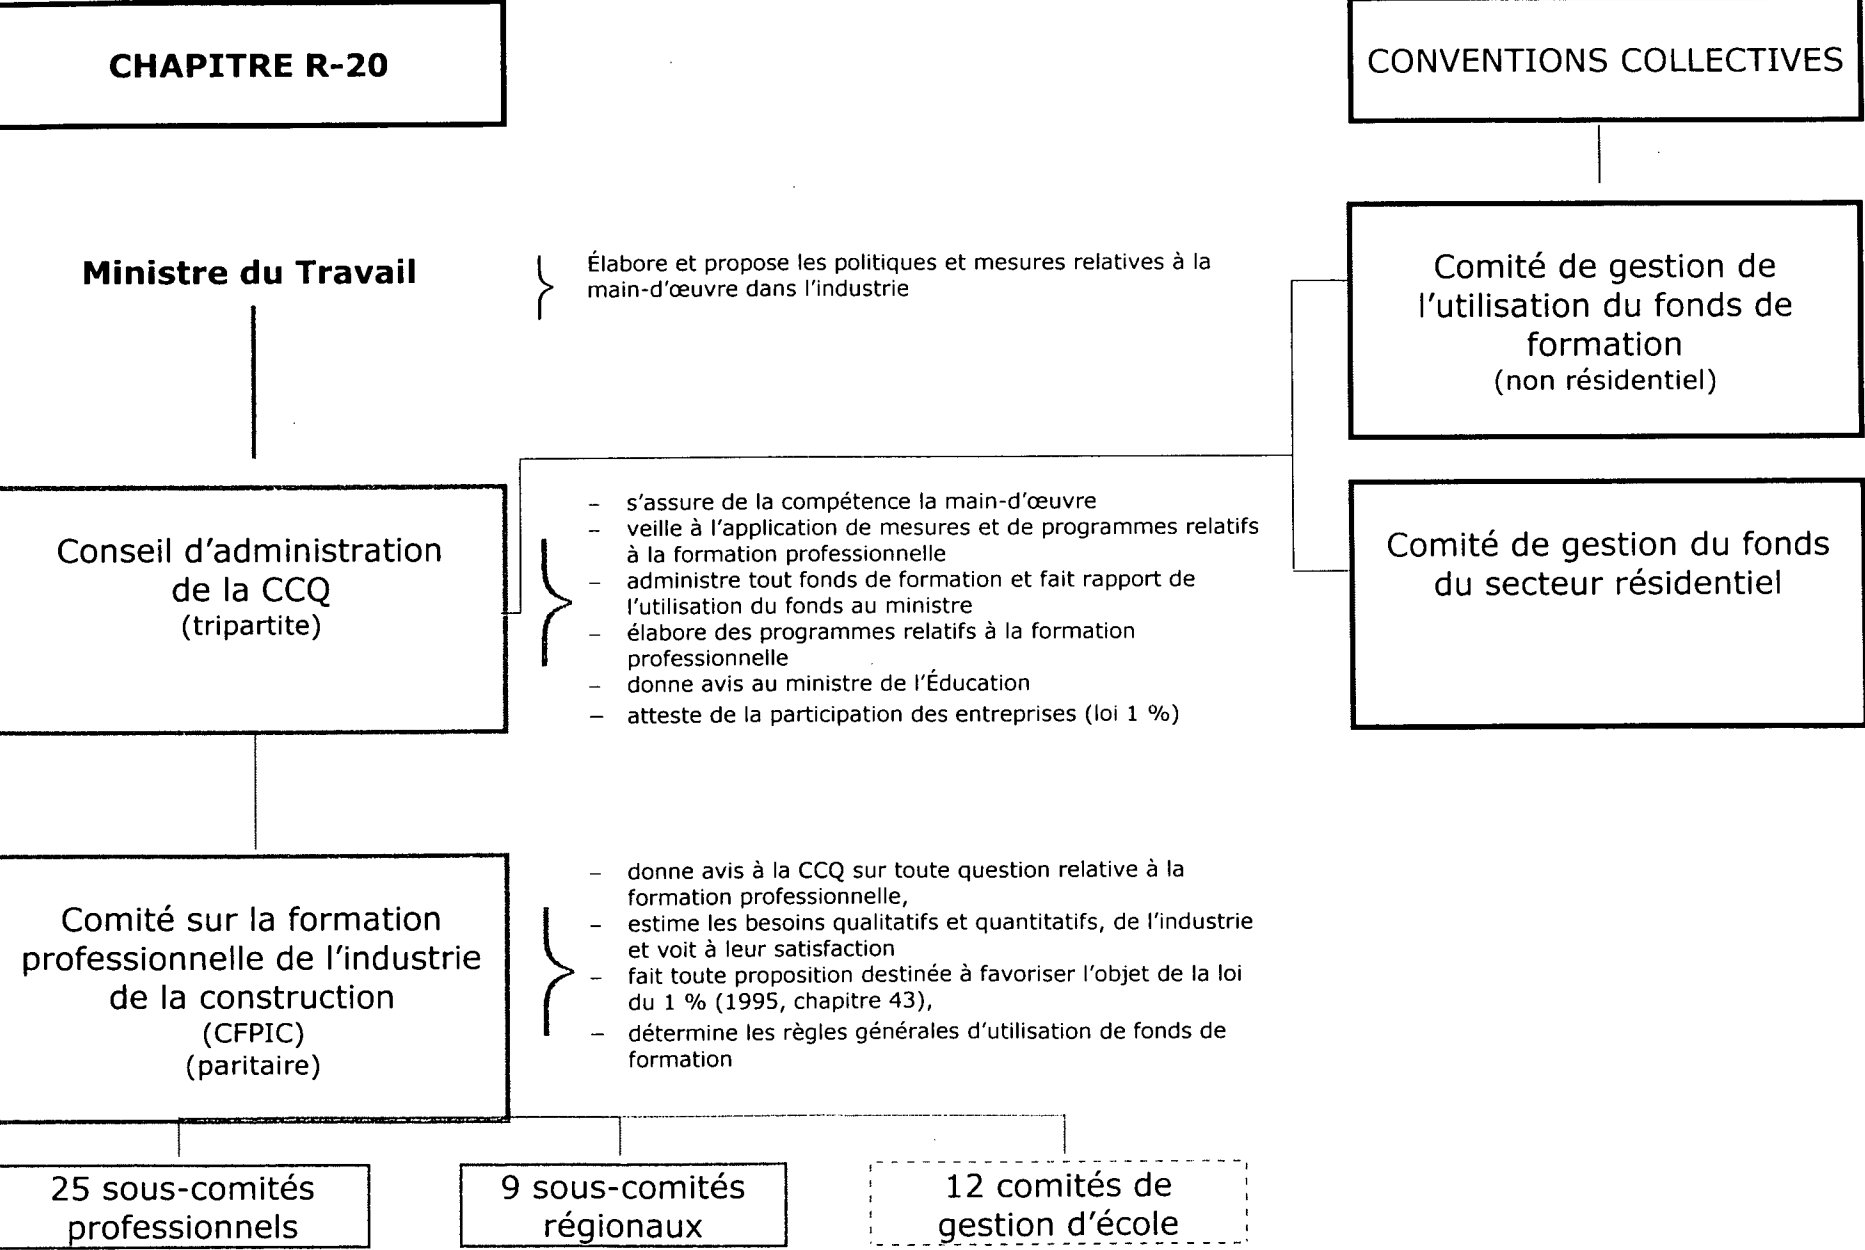 CHAPITRE R-20
CONVENTIONS COLLECTIVES
Ministre du Travail
Élabore et propose les politiques et mesures relatives à la
main-d'œuvre dans l'industrie
Comité de gestion de
l'utilisation du fonds de
formation
(non résidentiel)
Conseil d'administration
de la CCQ
(tripartite)
– s'assure de la compétence la main-d'œuvre
– veille à l'application de mesures et de programmes relatifs
à la formation professionnelle
– administre tout fonds de formation et fait rapport de
l'utilisation du fonds au ministre
– élabore des programmes relatifs à la formation
professionnelle
– donne avis au ministre de l'Éducation
– atteste de la participation des entreprises (loi 1 %)
Comité de gestion du fonds
du secteur résidentiel
Comité sur la formation
professionnelle de l'industrie
de la construction
(CFPIC)
(paritaire)
– donne avis à la CCQ sur toute question relative à la
formation professionnelle,
– estime les besoins qualitatifs et quantitatifs, de l'industrie
et voit à leur satisfaction
– fait toute proposition destinée à favoriser l'objet de la loi
du 1 % (1995, chapitre 43),
– détermine les règles générales d'utilisation de fonds de
formation
25 sous-comités
professionnels
9 sous-comités
régionaux
12 comités de
gestion d'école